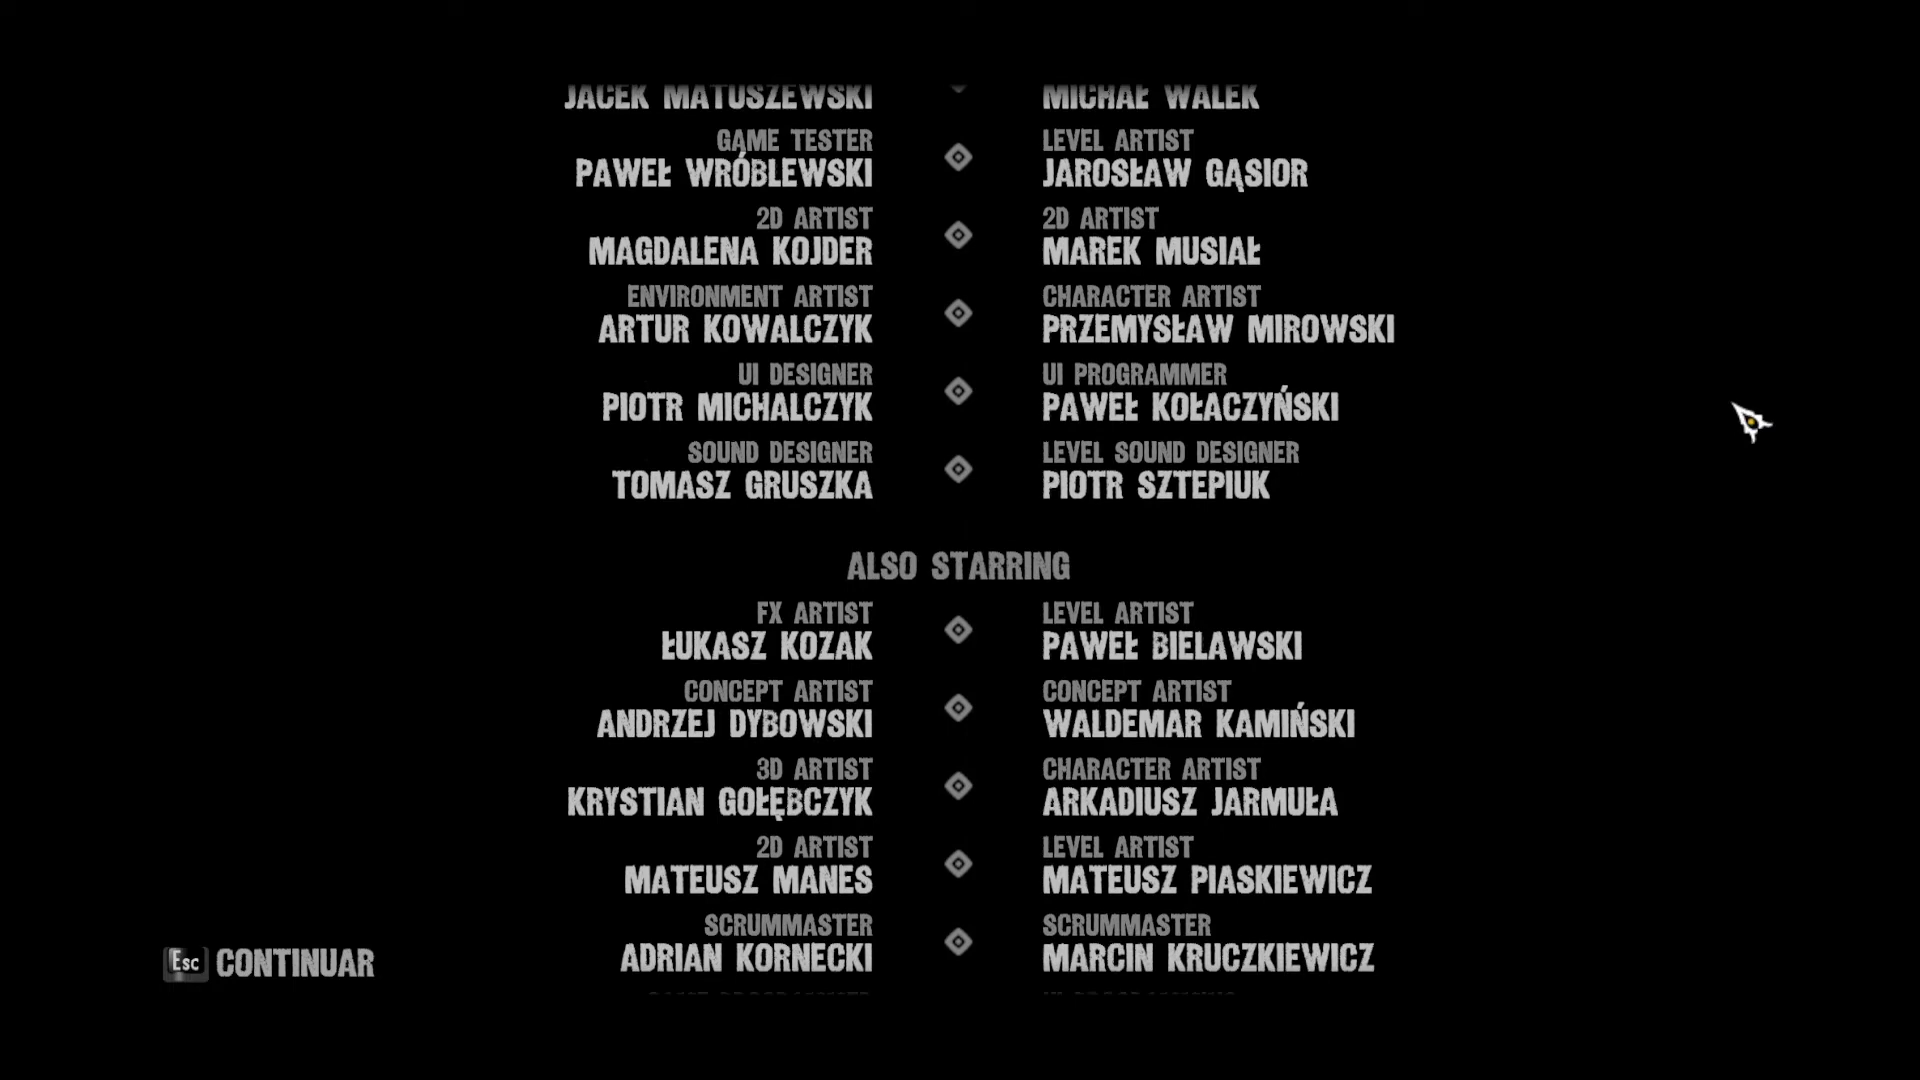 JACEK MATUSZEWSKI MICHAŁ WALEK
GAME TESTER LEVEL ARTIST
PAWEŁ WRÓBLEWSKI JAROSŁAW GĄSIOR
2D ARTIST 2D ARTIST
MAGDALENA KOJDER MAREK MUSIAŁ
ENVIRONMENT ARTIST CHARACTER ARTIST
ARTUR KOWALCZYK PRZEMYSŁAW MIROWSKI
UI DESIGNER UI PROGRAMMER
PIOTR MICHALCZYK PAWEŁ KOŁACZYŃSKI
SOUND DESIGNER LEVEL SOUND DESIGNER
TOMASZ GRUSZKA PIOTR SZTEPIUK
ALSO STARRING
FX ARTIST LEVEL ARTIST
ŁUKASZ KOZAK PAWEŁ BIELAWSKI
CONCEPT ARTIST CONCEPT ARTIST
ANDRZEJ DYBOWSKI WALDEMAR KAMIŃSKI
3D ARTIST CHARACTER ARTIST
KRYSTIAN GOŁĘBCZYK ARKADIUSZ JARMUŁA
2D ARTIST LEVEL ARTIST
MATEUSZ MANES MATEUSZ PIASKIEWICZ
SCRUMMASTER SCRUMMASTER
ADRIAN KORNECKI MARCIN KRUCZKIEWICZ
Esc CONTINUAR